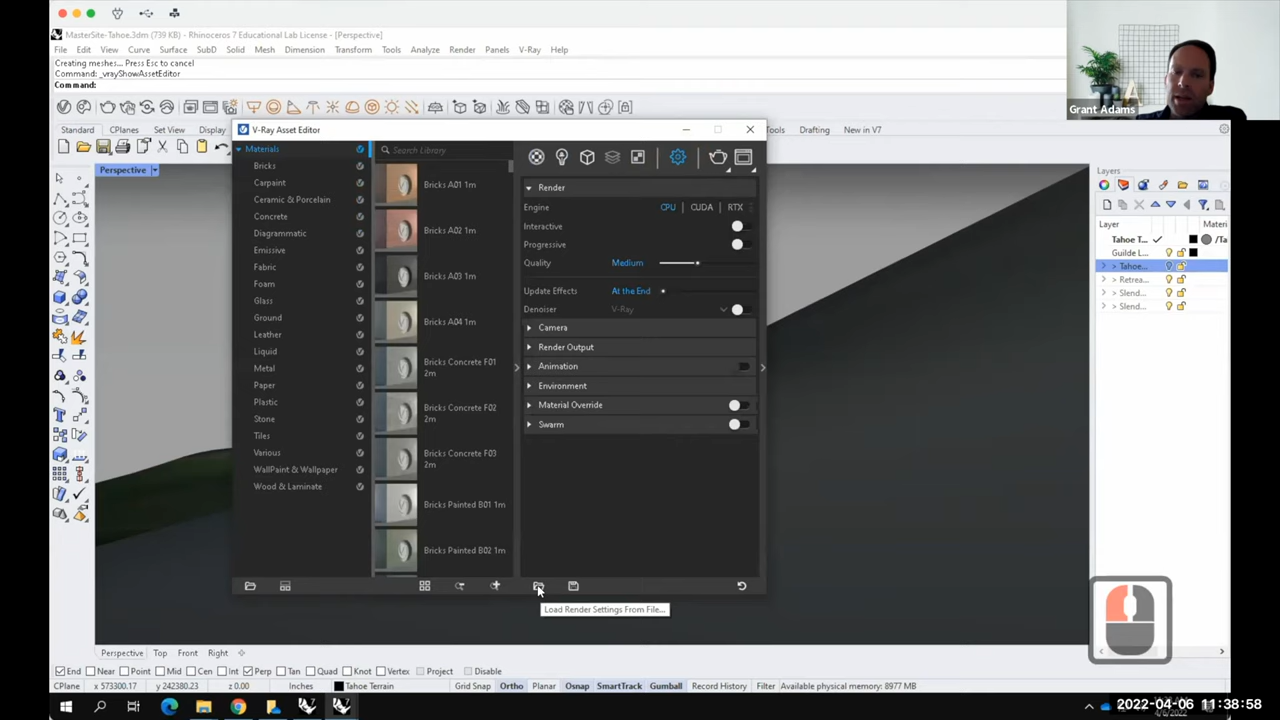 MasterSite-Tahoe.3dm (739 KB) - Rhinoceros 7 Educational Lab License - [Perspective]
File Edit View Curve Surface SubD Solid Mesh Dimension Transform Tools Analyze Render Panels V-Ray Help
Creating meshes... Press Esc to cancel
Command: _vrayShowAssetEditor
Command:
Grant Adams
Standard CPlanes Set View Display
Tools Drafting New in V7
V-Ray Asset Editor
Perspective
Materials
Bricks
Carpaint
Ceramic & Porcelain
Concrete
Diagrammatic
Emissive
Fabric
Foam
Glass
Ground
Leather
Liquid
Metal
Paper
Plastic
Stone
Tiles
Various
WallPaint & Wallpaper
Wood & Laminate
Search Library
Bricks A01 1m
Bricks A02 1m
Bricks A03 1m
Bricks A04 1m
Bricks Concrete F01
2m
Bricks Concrete F02
2m
Bricks Concrete F03
2m
Bricks Painted B01 1m
Bricks Painted B02 1m
Render
Engine CPU CUDA RTX
Interactive
Progressive
Quality Medium
Update Effects At the End
Denoiser V-Ray
Camera
Render Output
Animation
Environment
Material Override
Swarm
Load Render Settings From File...
Layers
Layer Materi
Tahoe T... /Ta
Guilde L...
> Tahoe...
> Retrea...
> Slend...
> Slend...
Perspective Top Front Right
End Near Point Mid Cen Int Perp Tan Quad Knot Vertex Project Disable
CPlane x 573300.17 y 242380.23 z 0.00 Inches Tahoe Terrain Grid Snap Ortho Planar Osnap SmartTrack Gumball Record History Filter Available physical memory: 8977 MB
2022-04-06 11:38:58